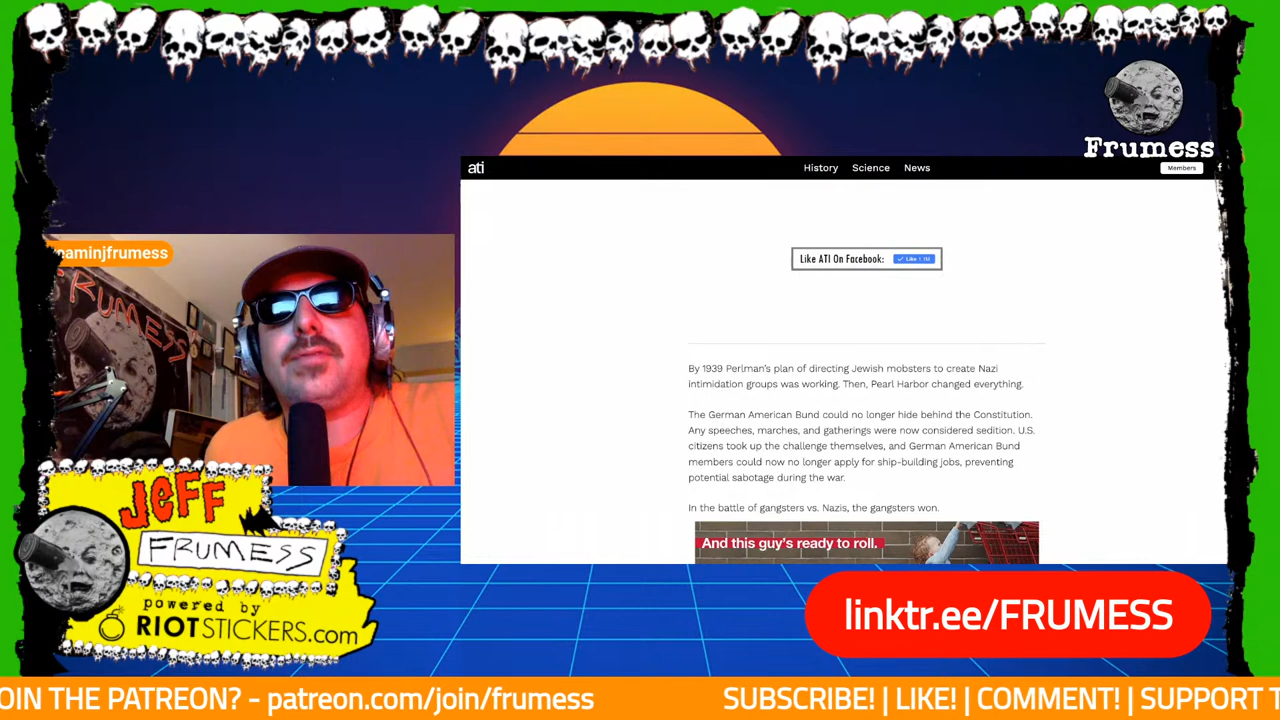 Frumess
ati
History Science News
Members
f
Like ATI On Facebook:
Like 1.1M
eaminjfrumess
FRUMESS
By 1939 Perlman's plan of directing Jewish mobsters to create Nazi
intimidation groups was working. Then, Pearl Harbor changed everything.
The German American Bund could no longer hide behind the Constitution.
Any speeches, marches, and gatherings were now considered sedition. U.S.
citizens took up the challenge themselves, and German American Bund
members could now no longer apply for ship-building jobs, preventing
potential sabotage during the war.
In the battle of gangsters vs. Nazis, the gangsters won.
And this guy's ready to roll.
JEFF
FRUMESS
powered by
RIOTSTICKERS.com
linktr.ee/FRUMESS
OIN THE PATREON? - patreon.com/join/frumess SUBSCRIBE! | LIKE! | COMMENT! | SUPPORT T